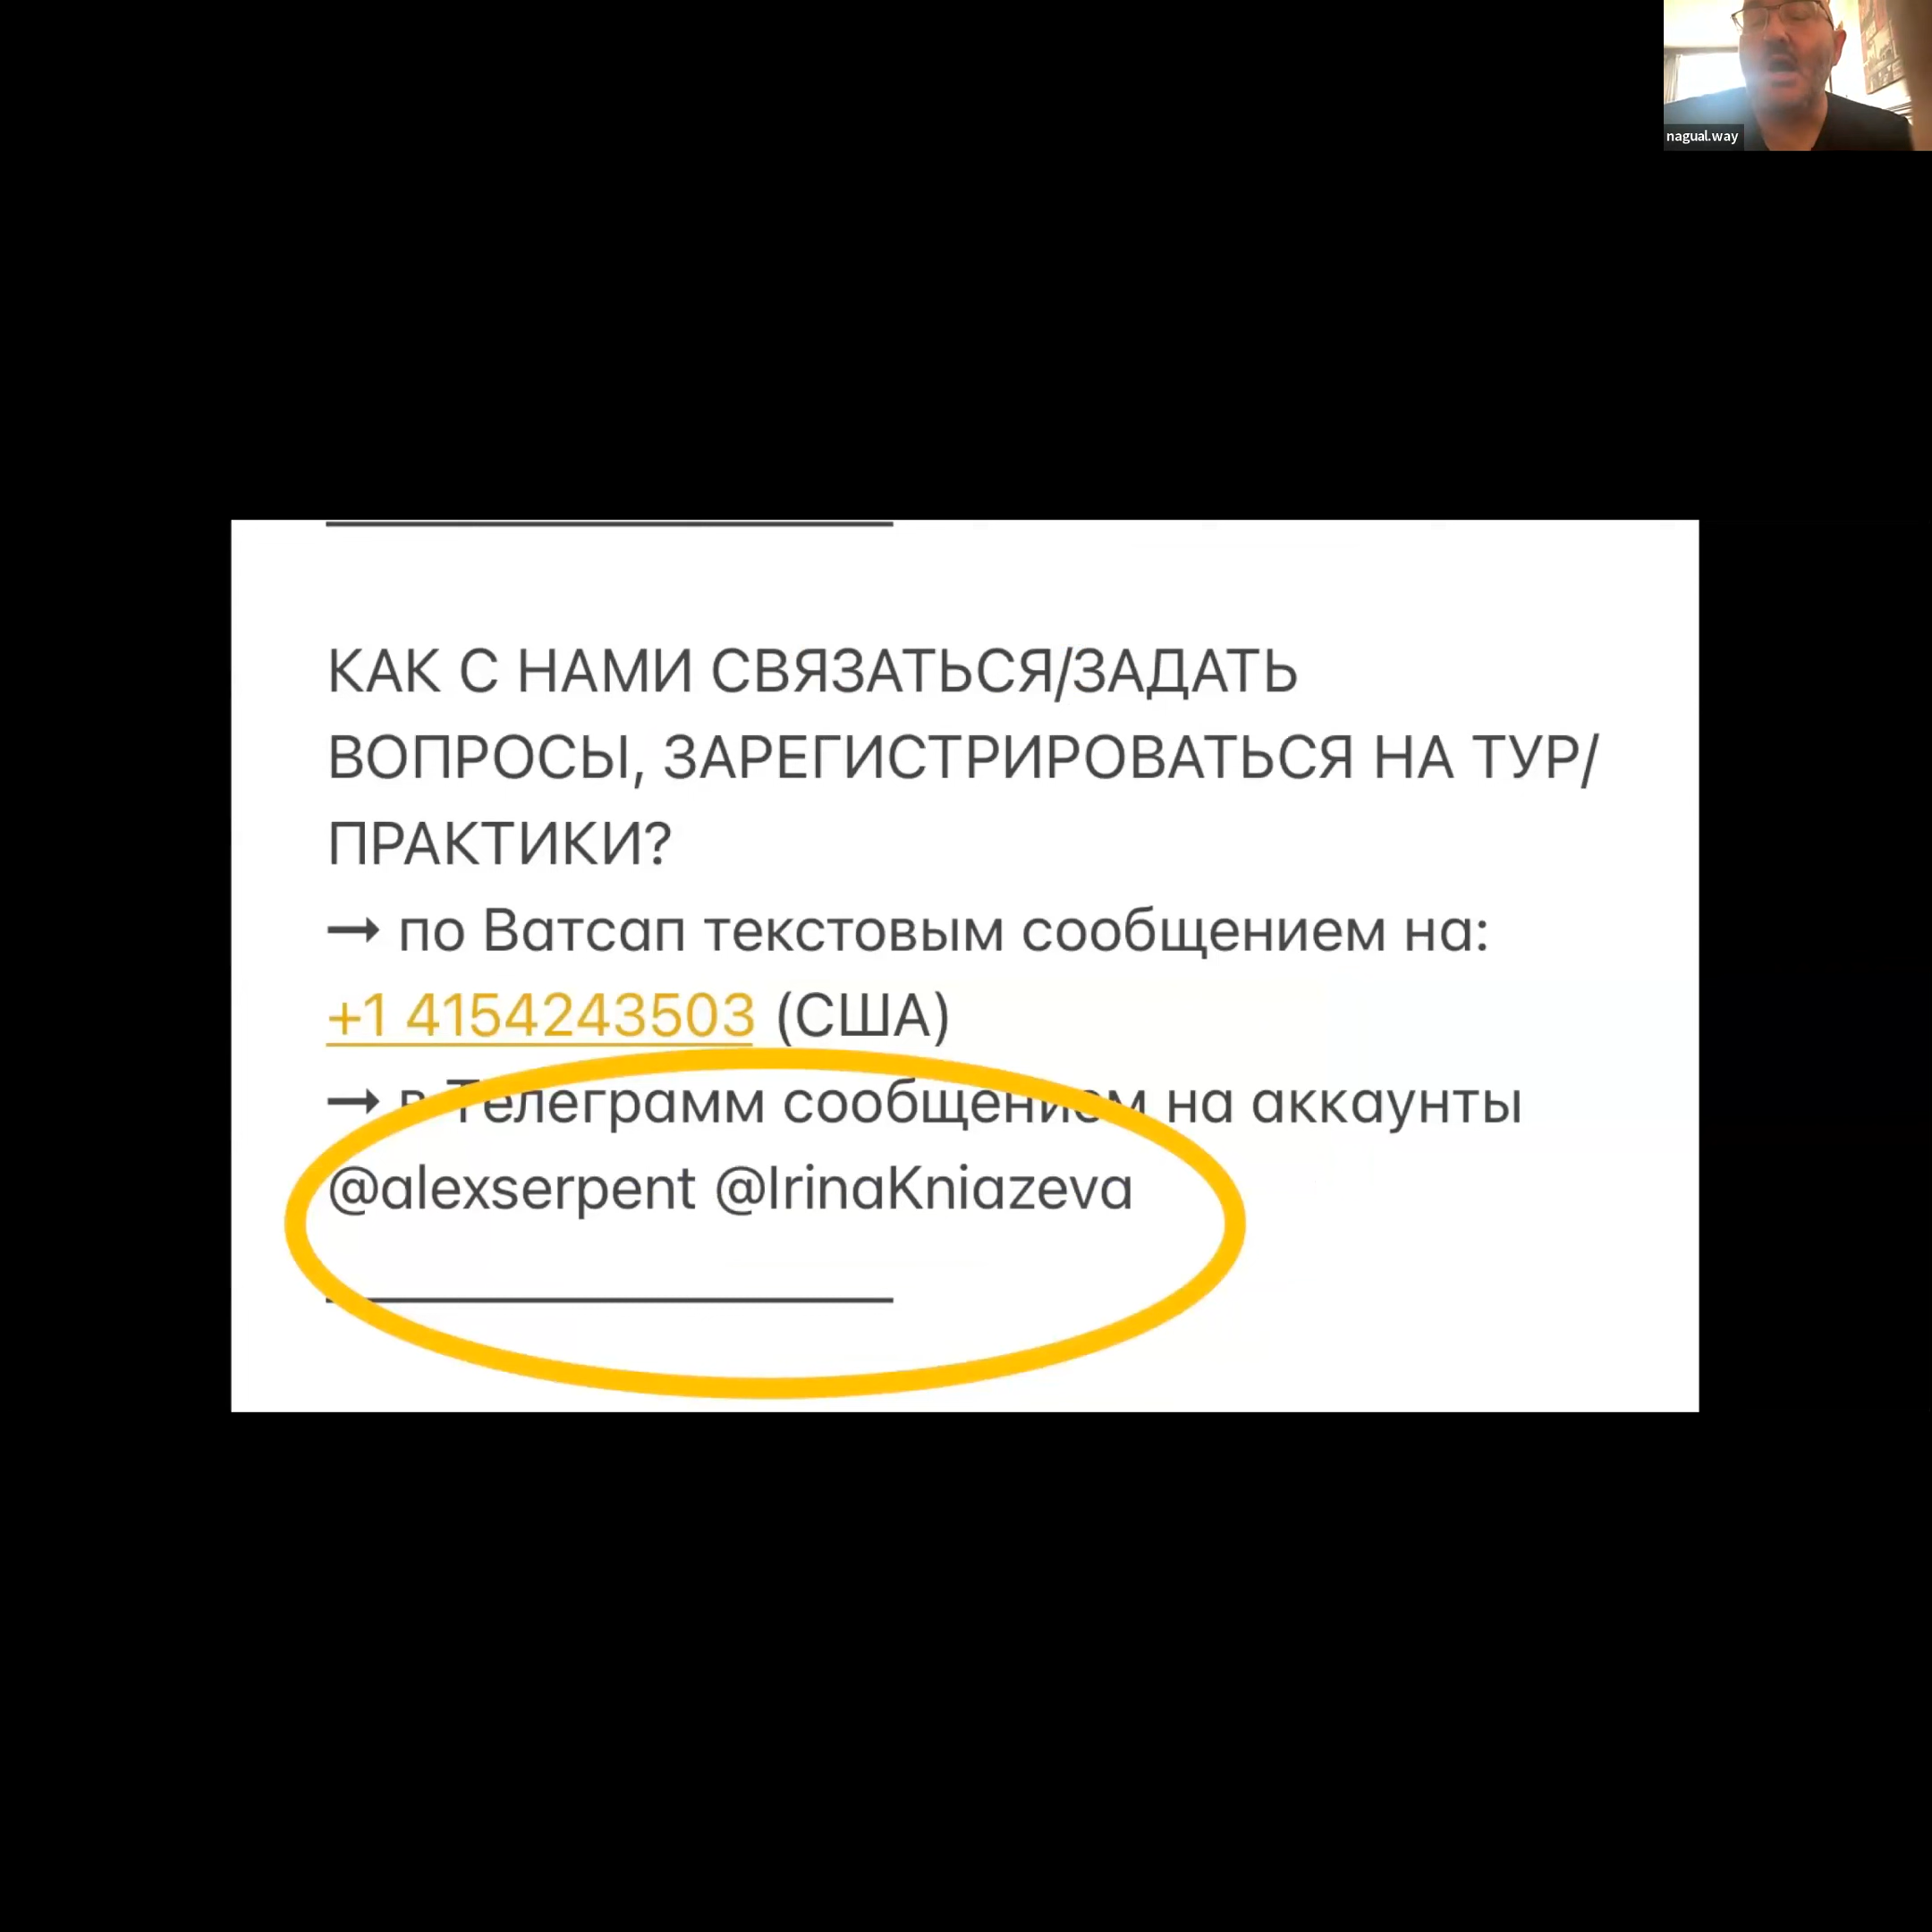 nagual.way
КАК С НАМИ СВЯЗАТЬСЯ/ЗАДАТЬ
ВОПРОСЫ, ЗАРЕГИСТРИРОВАТЬСЯ НА ТУР/
ПРАКТИКИ?
→ по Ватсап текстовым сообщением на:
+1 4154243503 (США)
→ в Телеграмм сообщением на аккаунты
@alexserpent @IrinaKniazeva